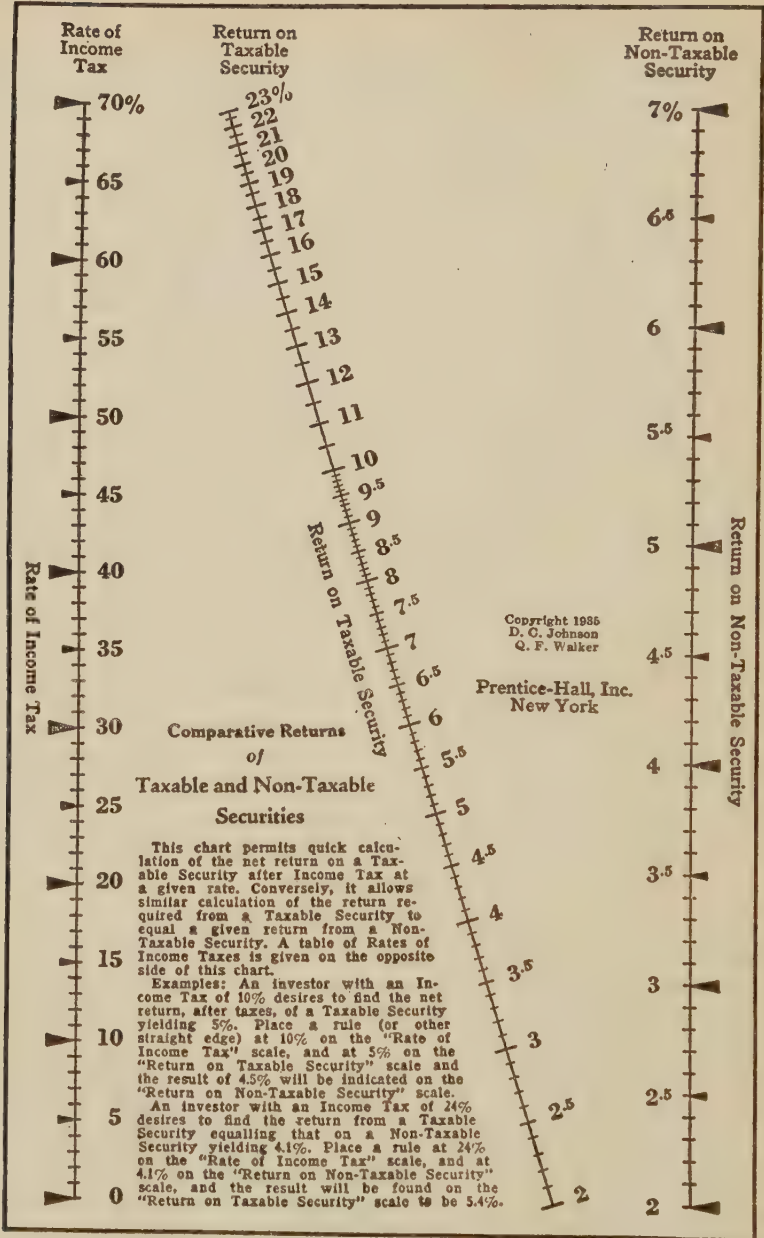 Rate of
Income
Tax
Return on
Taxable
Security
Return on
Non-Taxable
Security
70%
65
60
55
50
45
40
35
30
25
20
15
10
5
0
Rate of Income Tax
23%
22
21
20
19
18
17
16
15
14
13
12
11
10
9.5
9
8.5
8
7.5
7
6.5
6
5.5
5
4.5
4
3.5
3
2.5
2
Return on Taxable Security
7%
6.5
6
5.5
5
4.5
4
3.5
3
2.5
2
Return on Non-Taxable Security
Copyright 1935
D. C. Johnson
Q. F. Walker
Prentice-Hall, Inc.
New York
Comparative Returns
of
Taxable and Non-Taxable
Securities
This chart permits quick calcu-
lation of the net return on a Tax-
able Security after Income Tax at
a given rate. Conversely, it allows
similar calculation of the return re-
quired from a Taxable Security to
equal a given return from a Non-
Taxable Security. A table of Rates of
Income Taxes is given on the opposite
side of this chart.
Examples: An investor with an In-
come Tax of 10% desires to find the net
return, after taxes, of a Taxable Security
yielding 5%. Place a rule (or other
straight edge) at 10% on the "Rate of
Income Tax" scale, and at 5% on the
"Return on Taxable Security" scale and
the result of 4.5% will be indicated on the
"Return on Non-Taxable Security" scale.
An investor with an Income Tax of 24%
desires to find the return from a Taxable
Security equalling that on a Non-Taxable
Security yielding 4.1%. Place a rule at 24%
on the "Rate of Income Tax" scale, and at
4.1% on the "Return on Non-Taxable Security"
scale, and the result will be found on the
"Return on Taxable Security" scale to be 5.4%.